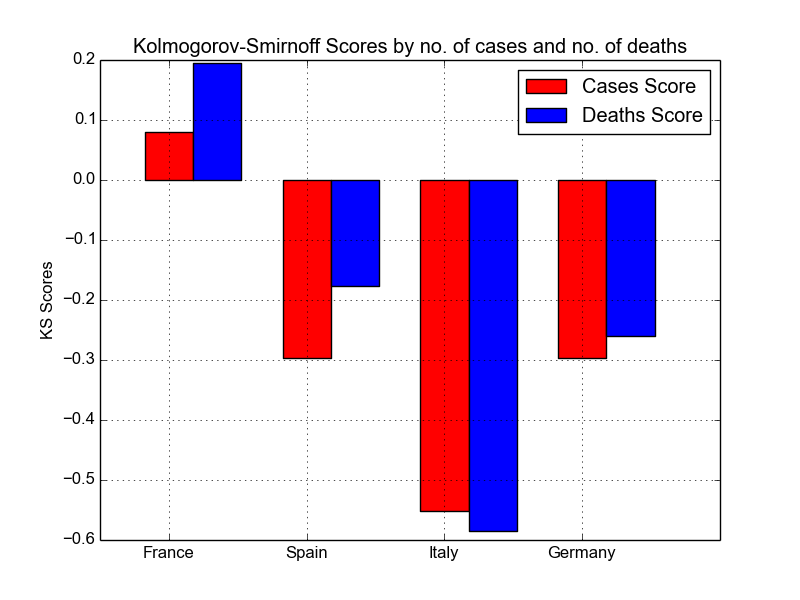 Kolmogorov-Smirnoff Scores by no. of cases and no. of deaths
Cases Score
Deaths Score
KS Scores
0.2
0.1
0.0
−0.1
−0.2
−0.3
−0.4
−0.5
−0.6
France Spain Italy Germany